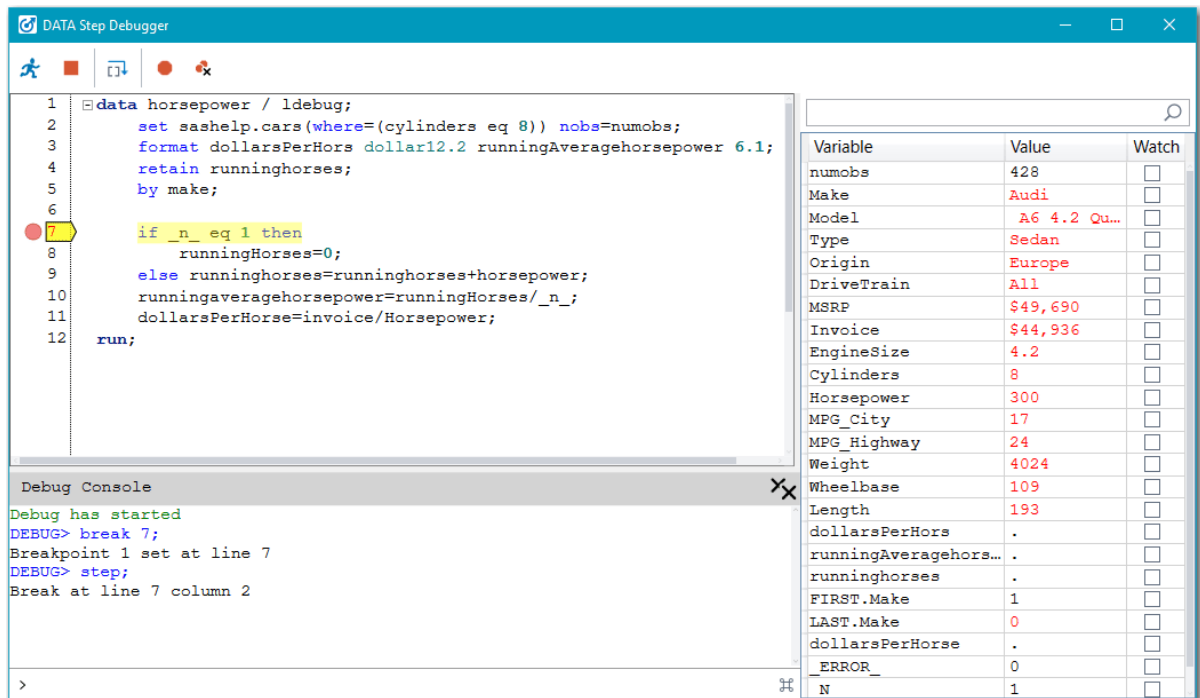 DATA Step Debugger
1 data horsepower / ldebug;
2 set sashelp.cars(where=(cylinders eq 8)) nobs=numobs;
3 format dollarsPerHors dollar12.2 runningAveragehorsepower 6.1;
4 retain runninghorses;
5 by make;
6
7 if _n_ eq 1 then
8 runningHorses=0;
9 else runninghorses=runninghorses+horsepower;
10 runningaveragehorsepower=runningHorses/_n_;
11 dollarsPerHorse=invoice/Horsepower;
12 run;
Debug Console
Debug has started
DEBUG> break 7;
Breakpoint 1 set at line 7
DEBUG> step;
Break at line 7 column 2
>
Variable Value Watch
numobs 428
Make Audi
Model A6 4.2 Qu...
Type Sedan
Origin Europe
DriveTrain All
MSRP $49,690
Invoice $44,936
EngineSize 4.2
Cylinders 8
Horsepower 300
MPG_City 17
MPG_Highway 24
Weight 4024
Wheelbase 109
Length 193
dollarsPerHors .
runningAveragehors... .
runninghorses .
FIRST.Make 1
LAST.Make 0
dollarsPerHorse .
_ERROR_ 0
_N_ 1